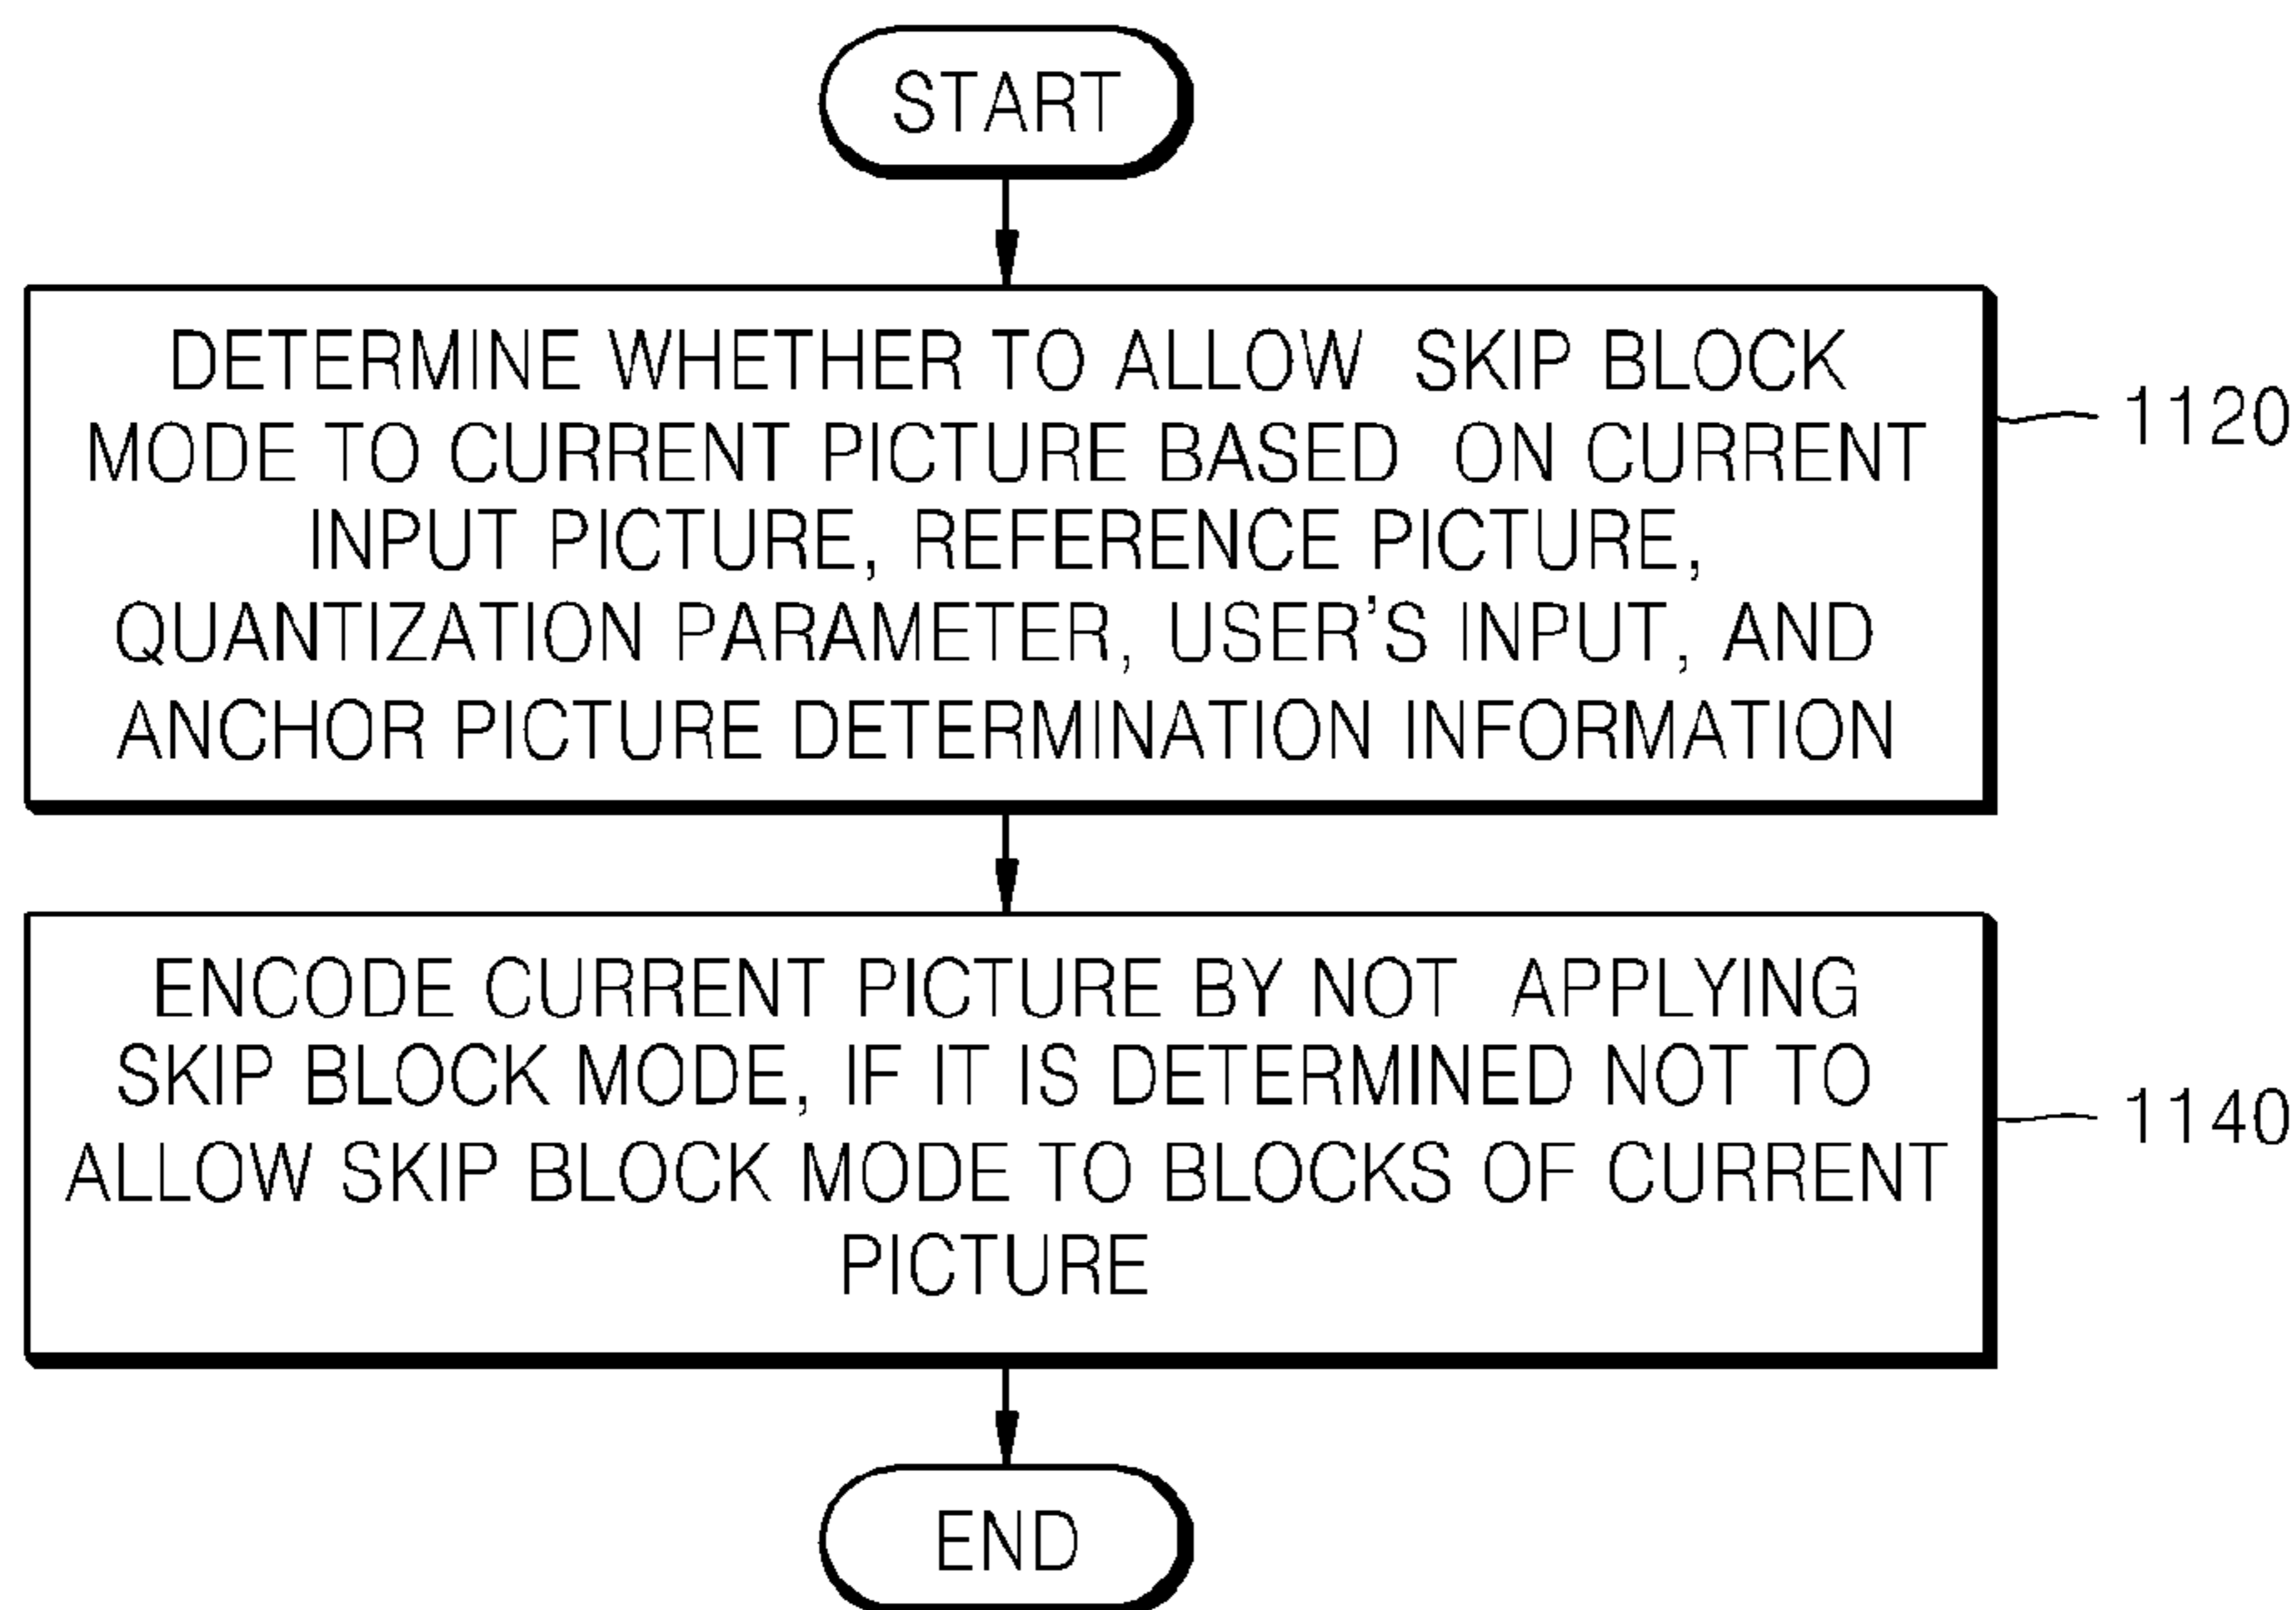 START
DETERMINE WHETHER TO ALLOW SKIP BLOCK
MODE TO CURRENT PICTURE BASED ON CURRENT
INPUT PICTURE, REFERENCE PICTURE,
QUANTIZATION PARAMETER, USER'S INPUT, AND
ANCHOR PICTURE DETERMINATION INFORMATION
1120
ENCODE CURRENT PICTURE BY NOT APPLYING
SKIP BLOCK MODE, IF IT IS DETERMINED NOT TO
ALLOW SKIP BLOCK MODE TO BLOCKS OF CURRENT
PICTURE
1140
END